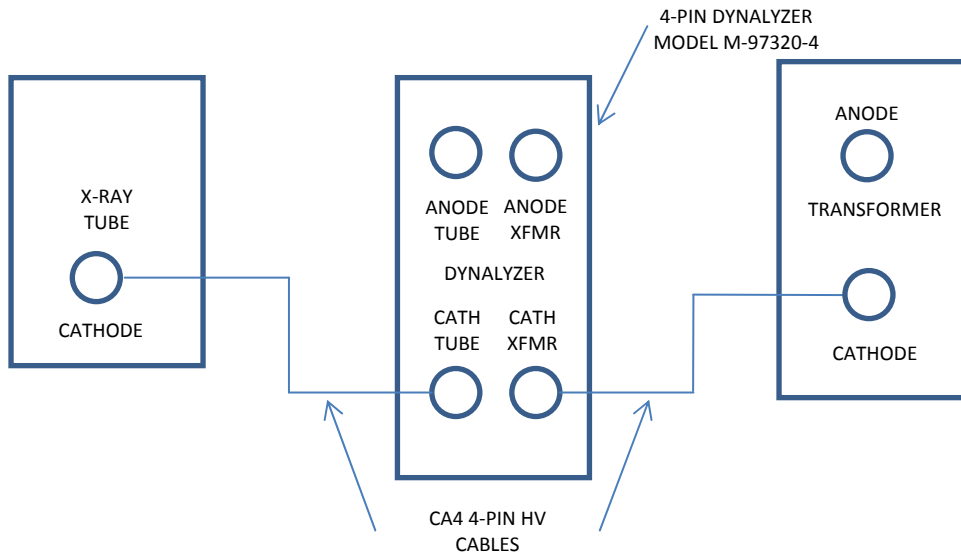 4-PIN DYNALYZER
MODEL M-97320-4
X-RAY
TUBE
CATHODE
ANODE
TUBE
ANODE
XFMR
DYNALYZER
CATH
TUBE
CATH
XFMR
ANODE
TRANSFORMER
CATHODE
CA4 4-PIN HV
CABLES